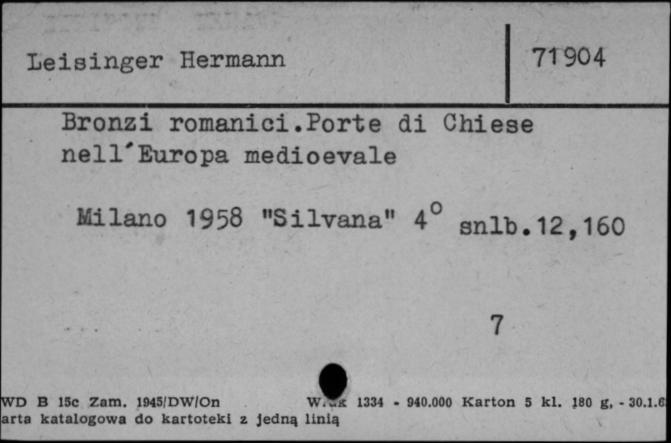 Leisinger Hermann 71904
Bronzi romanici.Porte di Chiese
nell'Europa medioevale
Milano 1958 "Silvana" 4° snlb.12,160
7
WD B 15c Zam. 1945/DW/On 1334 - 940.000 Karton 5 kl. 180 g. - 30.1.6
arta katalogowa do kartoteki z jedną linią